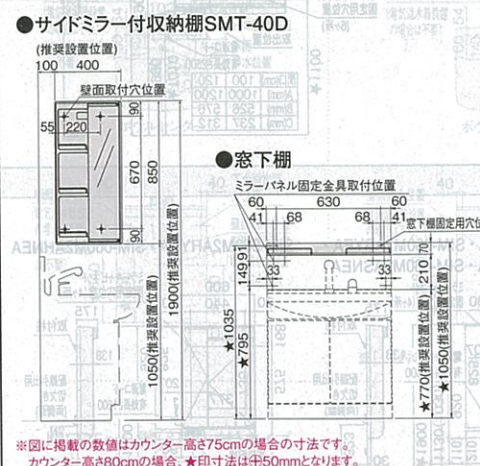 ●サイドミラー付収納棚SMT-40D
(推奨設置位置)
100 400
壁面取付穴位置
55 220
90
670
90
850
1050(推奨設置位置)
1900(推奨設置位置)
●窓下棚
ミラーパネル固定金具取付位置
60 630 60
41 68 68 41
窓下棚固定用穴位
33 33
149 91
70
210
★1035
★795
★770(推奨設置位置)
★1050(推奨設置位置)
※図に掲載の数値はカウンター高さ75cmの場合の寸法です。
カウンター高さ80cmの場合、★印寸法は⊕50mmとなります。